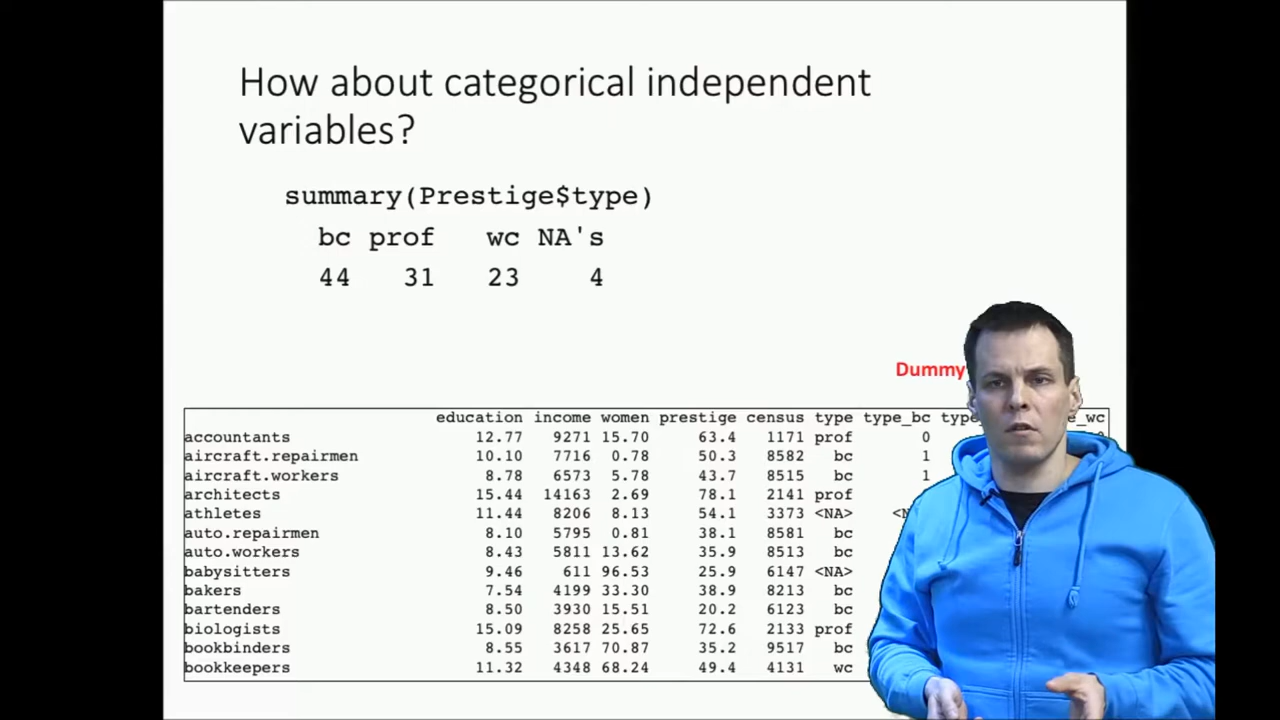 How about categorical independent
variables?
summary(Prestige$type)
bc prof wc NA's
44 31 23 4
Dummy
education income women prestige census type type_bc
accountants 12.77 9271 15.70 63.4 1171 prof 0
aircraft.repairmen 10.10 7716 0.78 50.3 8582 bc 1
aircraft.workers 8.78 6573 5.78 43.7 8515 bc 1
architects 15.44 14163 2.69 78.1 2141 prof
athletes 11.44 8206 8.13 54.1 3373 <NA>
auto.repairmen 8.10 5795 0.81 38.1 8581 bc
auto.workers 8.43 5811 13.62 35.9 8513 bc
babysitters 9.46 611 96.53 25.9 6147 <NA>
bakers 7.54 4199 33.30 38.9 8213 bc
bartenders 8.50 3930 15.51 20.2 6123 bc
biologists 15.09 8258 25.65 72.6 2133 prof
bookbinders 8.55 3617 70.87 35.2 9517 bc
bookkeepers 11.32 4348 68.24 49.4 4131 wc